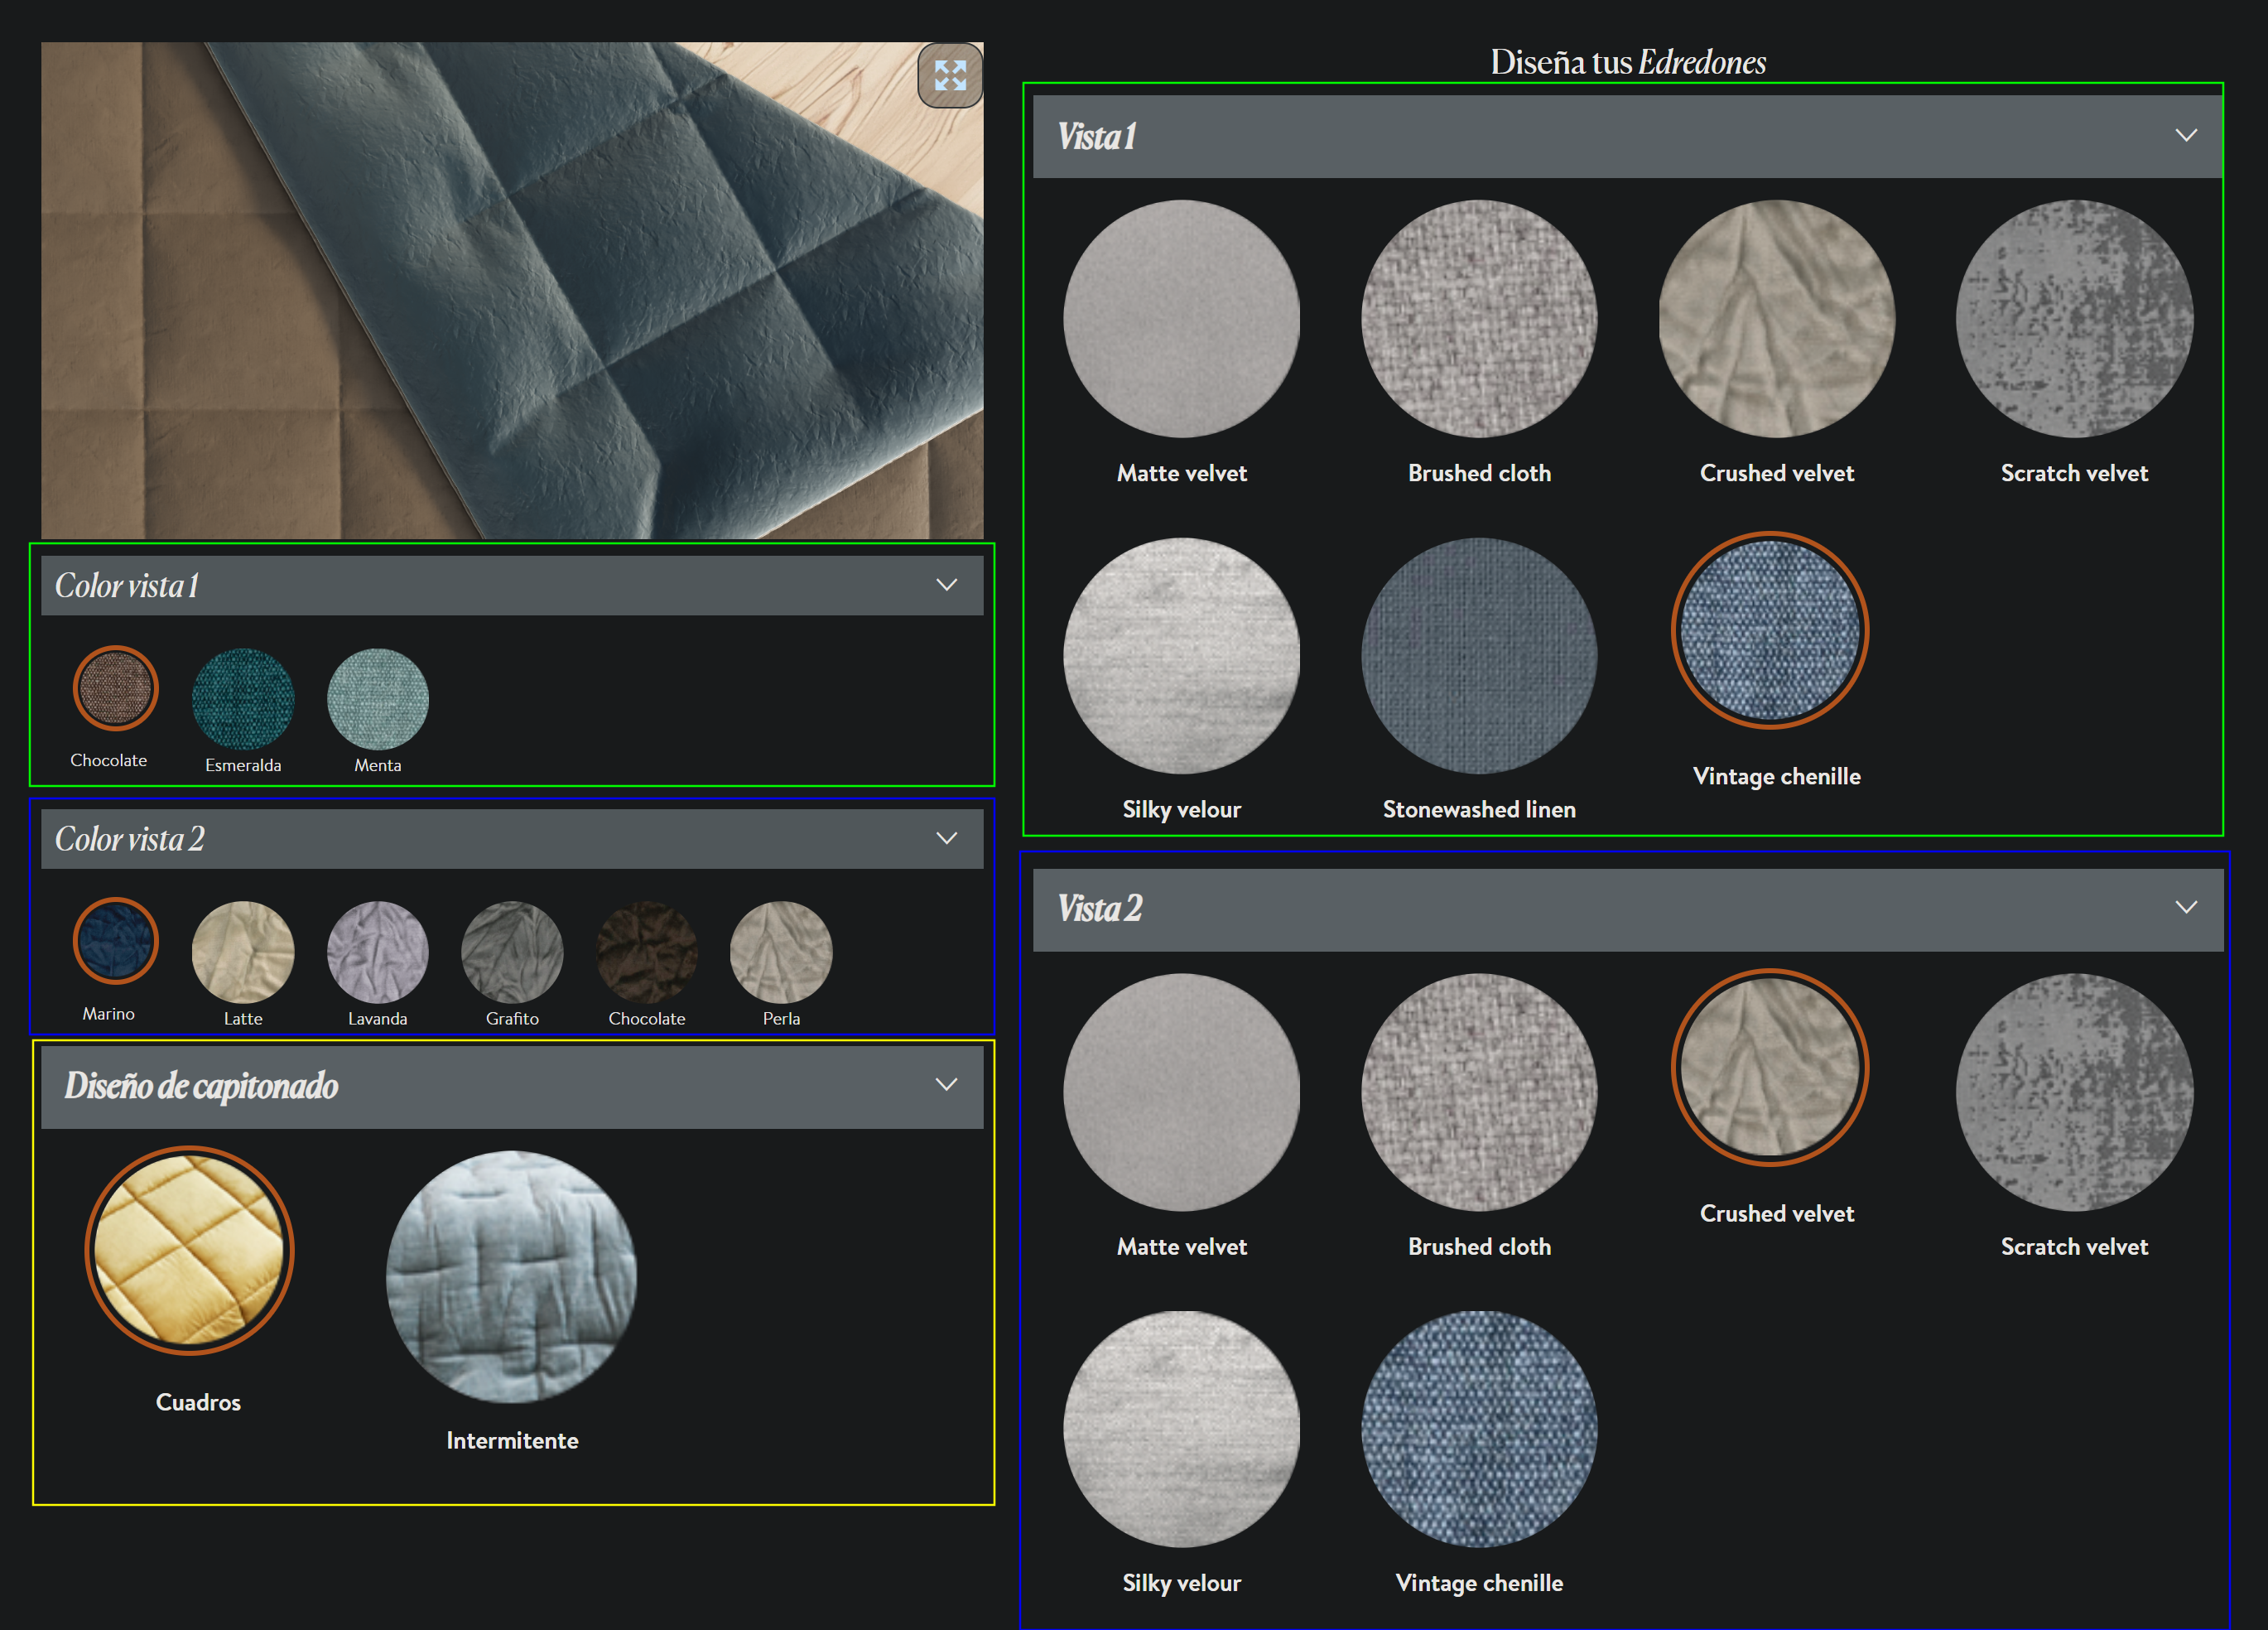 Diseña tus Edredones
Vista 1
Matte velvet
Brushed cloth
Crushed velvet
Scratch velvet
Silky velour
Stonewashed linen
Vintage chenille
Color vista 1
Chocolate
Esmeralda
Menta
Color vista 2
Marino
Latte
Lavanda
Grafito
Chocolate
Perla
Diseño de capitonado
Cuadros
Intermitente
Vista 2
Matte velvet
Brushed cloth
Crushed velvet
Scratch velvet
Silky velour
Vintage chenille